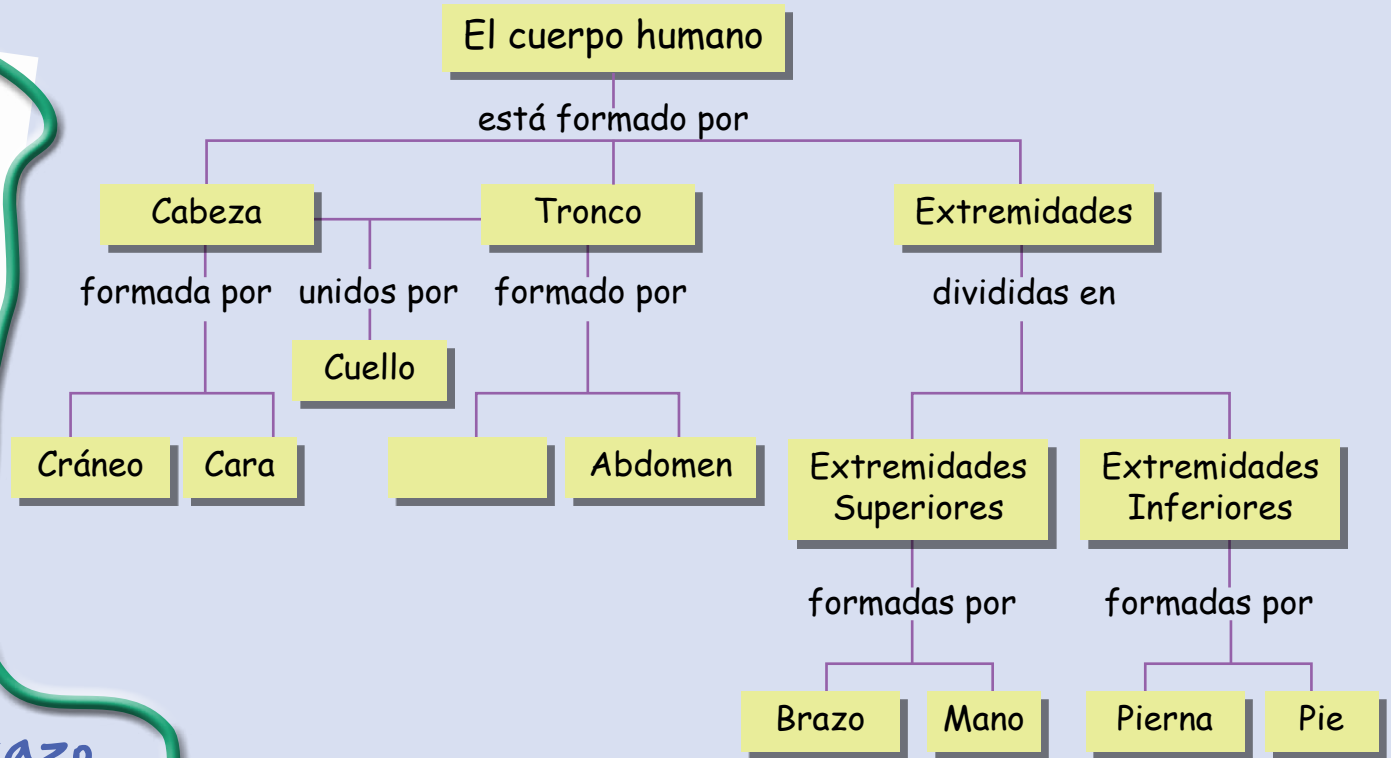 El cuerpo humano
está formado por
Cabeza
Tronco
Extremidades
formada por
unidos por
formado por
divididas en
Cuello
Cráneo
Cara
Abdomen
Extremidades
Superiores
Extremidades
Inferiores
formadas por
formadas por
Brazo
Mano
Pierna
Pie